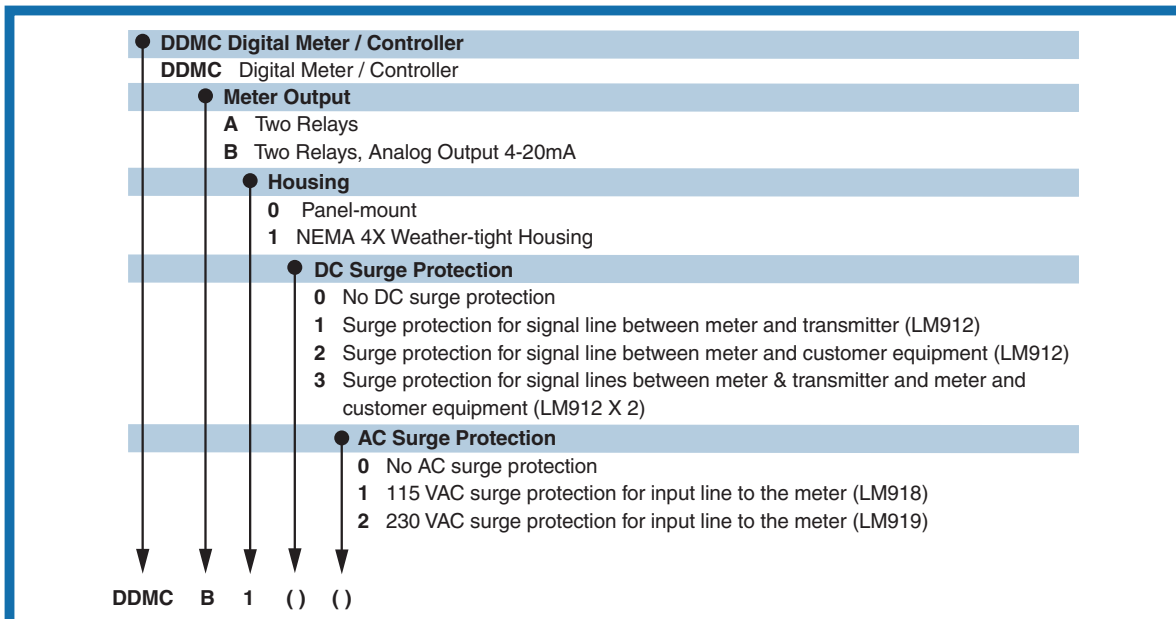 DDMC Digital Meter / Controller
DDMC Digital Meter / Controller
Meter Output
A Two Relays
B Two Relays, Analog Output 4-20mA
Housing
0 Panel-mount
1 NEMA 4X Weather-tight Housing
DC Surge Protection
0 No DC surge protection
1 Surge protection for signal line between meter and transmitter (LM912)
2 Surge protection for signal line between meter and customer equipment (LM912)
3 Surge protection for signal lines between meter & transmitter and meter and
customer equipment (LM912 X 2)
AC Surge Protection
0 No AC surge protection
1 115 VAC surge protection for input line to the meter (LM918)
2 230 VAC surge protection for input line to the meter (LM919)
DDMC B 1 ( ) ( )